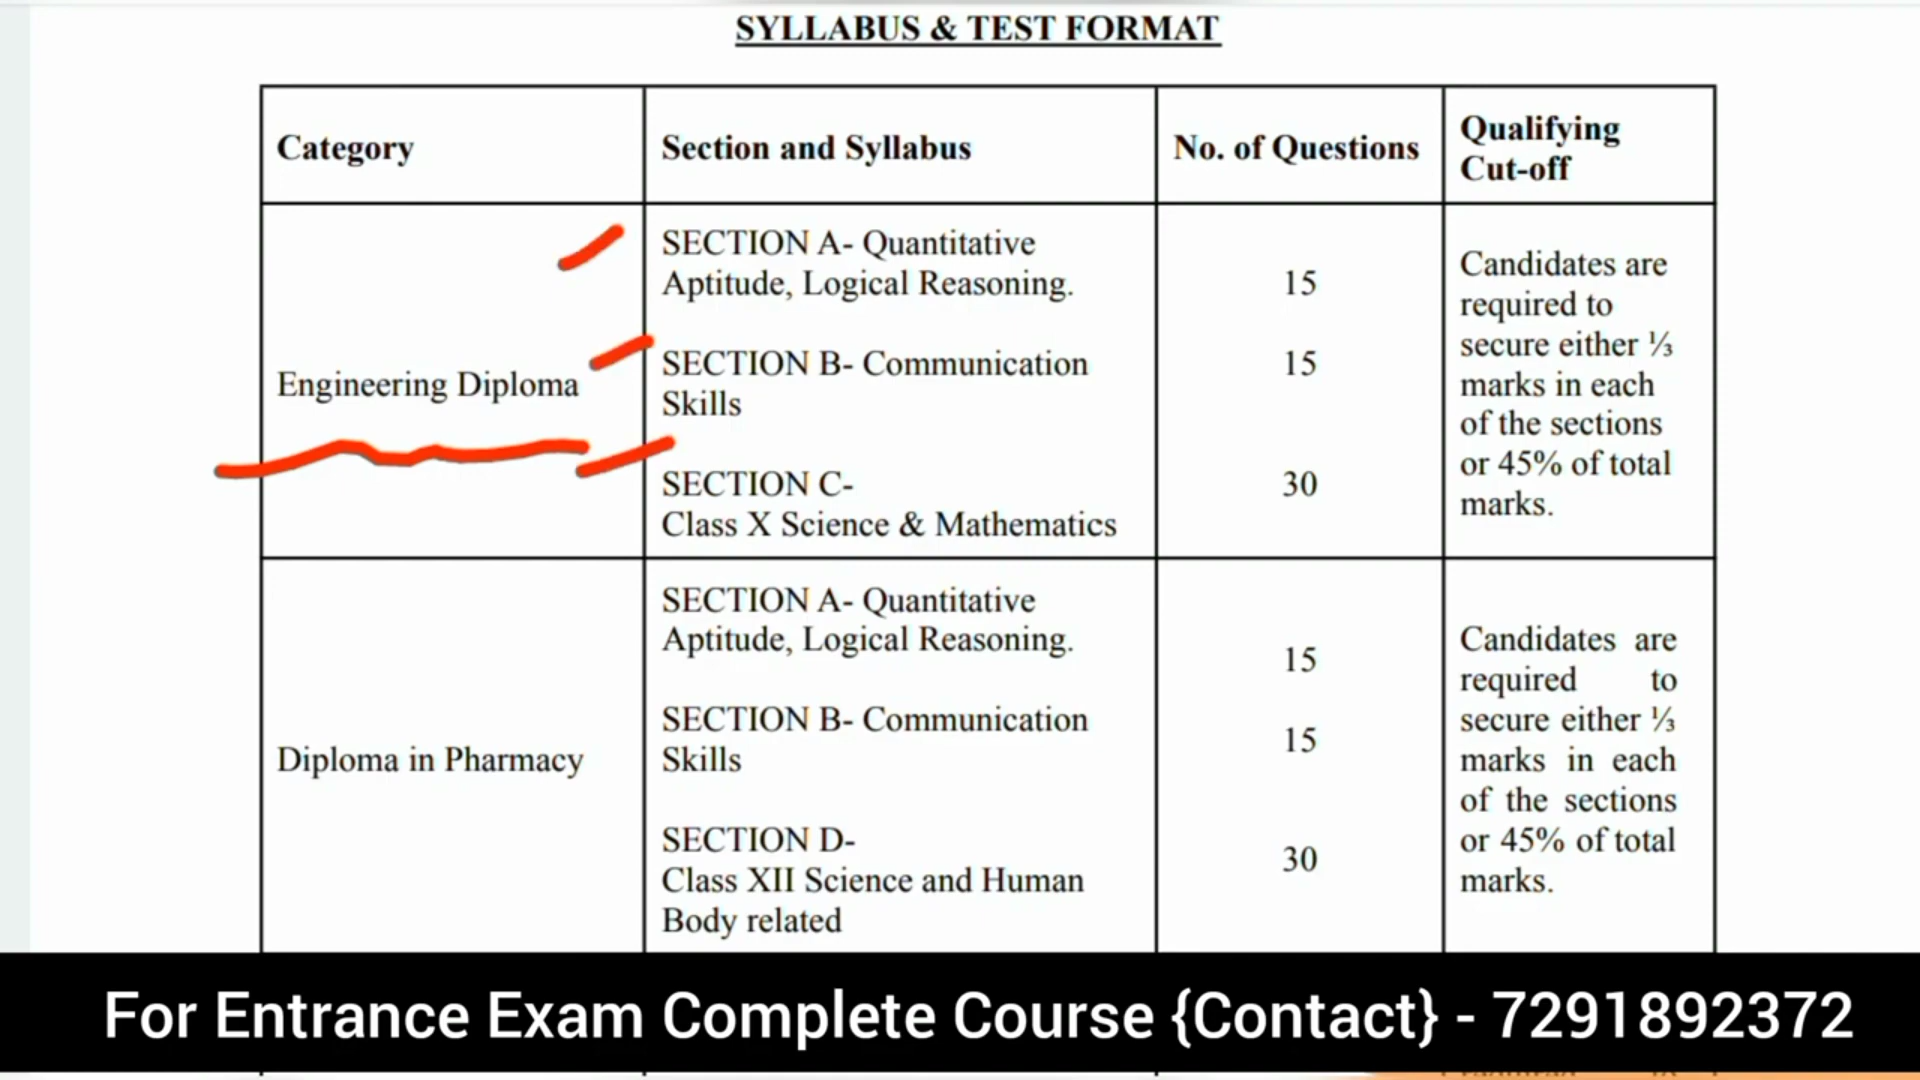 SYLLABUS & TEST FORMAT
Category
Section and Syllabus
No. of Questions
Qualifying
Cut-off
Engineering Diploma
SECTION A- Quantitative
Aptitude, Logical Reasoning.
SECTION B- Communication
Skills
SECTION C-
Class X Science & Mathematics
15
15
30
Candidates are
required to
secure either ⅓
marks in each
of the sections
or 45% of total
marks.
Diploma in Pharmacy
SECTION A- Quantitative
Aptitude, Logical Reasoning.
SECTION B- Communication
Skills
SECTION D-
Class XII Science and Human
Body related
15
15
30
Candidates are
required to
secure either ⅓
marks in each
of the sections
or 45% of total
marks.
For Entrance Exam Complete Course {Contact} - 7291892372